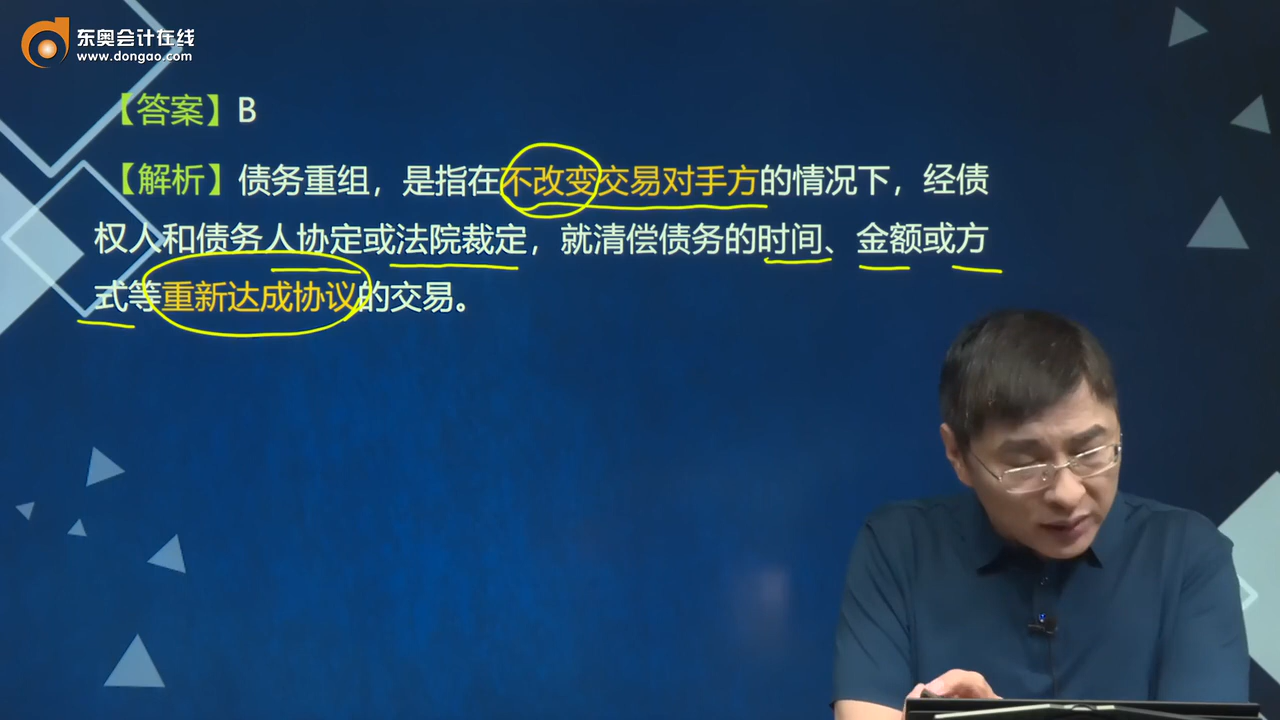 东奥会计在线
www.dongao.com
【答案】B
【解析】债务重组，是指在不改变交易对手方的情况下，经债
权人和债务人协定或法院裁定，就清偿债务的时间、金额或方
式等重新达成协议的交易。